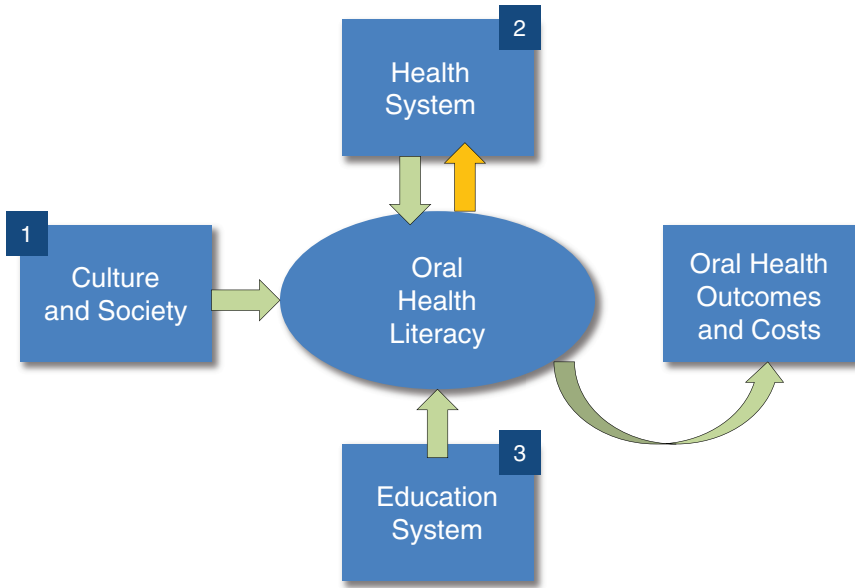 2
Health
System
1
Culture
and Society
Oral
Health
Literacy
Oral Health
Outcomes
and Costs
3
Education
System